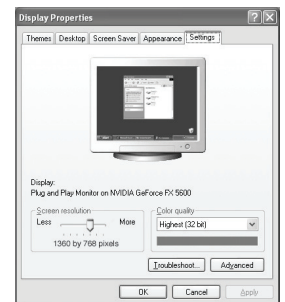 Display Properties
Themes Desktop Screen Saver Appearance Settings
Display:
Plug and Play Monitor on NVIDIA GeForce FX 5600
Screen resolution
Less More
1360 by 768 pixels
Color quality
Highest (32 bit)
Troubleshoot... Advanced
OK Cancel Apply